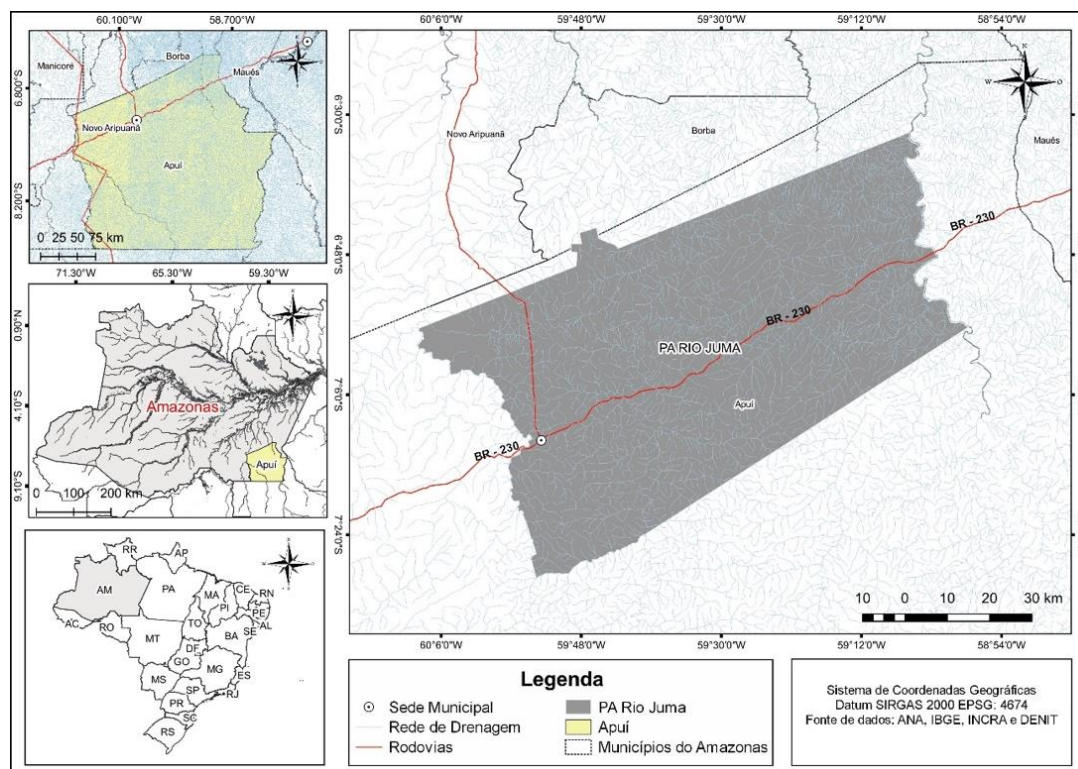 60.100°W 58.700°W
6.800°S
8.200°S
Borba
Manicoré
Maués
Novo Aripuanã
Apuí
0 25 50 75 km
N
71.30°W 65.30°W 59.30°W
0.90°N
4.10°S
9.10°S
Amazonas
Apuí
0 100 200 km
RR
AP
AM
PA
MA
CE
RN
PI
PE
AL
SE
AC
RO
TO
BA
MT
DF
GO
MG
ES
MS
SP
RJ
PR
SC
RS
60°6'0"W 59°48'0"W 59°30'0"W 59°12'0"W 58°54'0"W
6°30'0"S
6°48'0"S
7°6'0"S
7°24'0"S
N
W O
S
Novo Aripuanã
Borba
Maués
BR - 230
BR - 230
PA RIO JUMA
Apuí
BR - 230
10 0 10 20 30 km
60°6'0"W 59°48'0"W 59°30'0"W 59°12'0"W 58°54'0"W
Legenda
Sede Municipal
Rede de Drenagem
Rodovias
PA Rio Juma
Apuí
Municípios do Amazonas
Sistema de Coordenadas Geográficas
Datum SIRGAS 2000 EPSG: 4674
Fonte de dados: ANA, IBGE, INCRA e DENIT